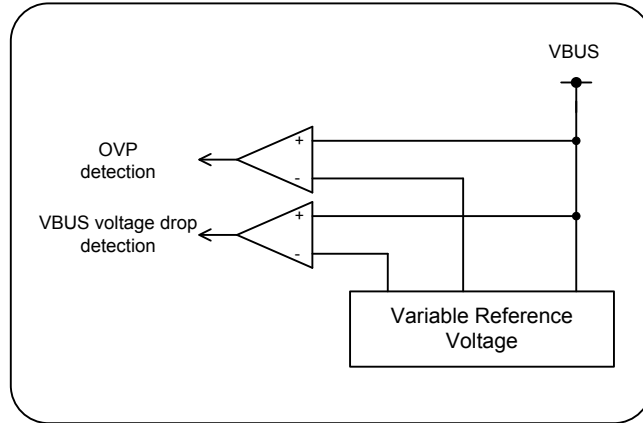 VBUS
OVP
detection
+
-
VBUS voltage drop
detection
+
-
Variable Reference
Voltage